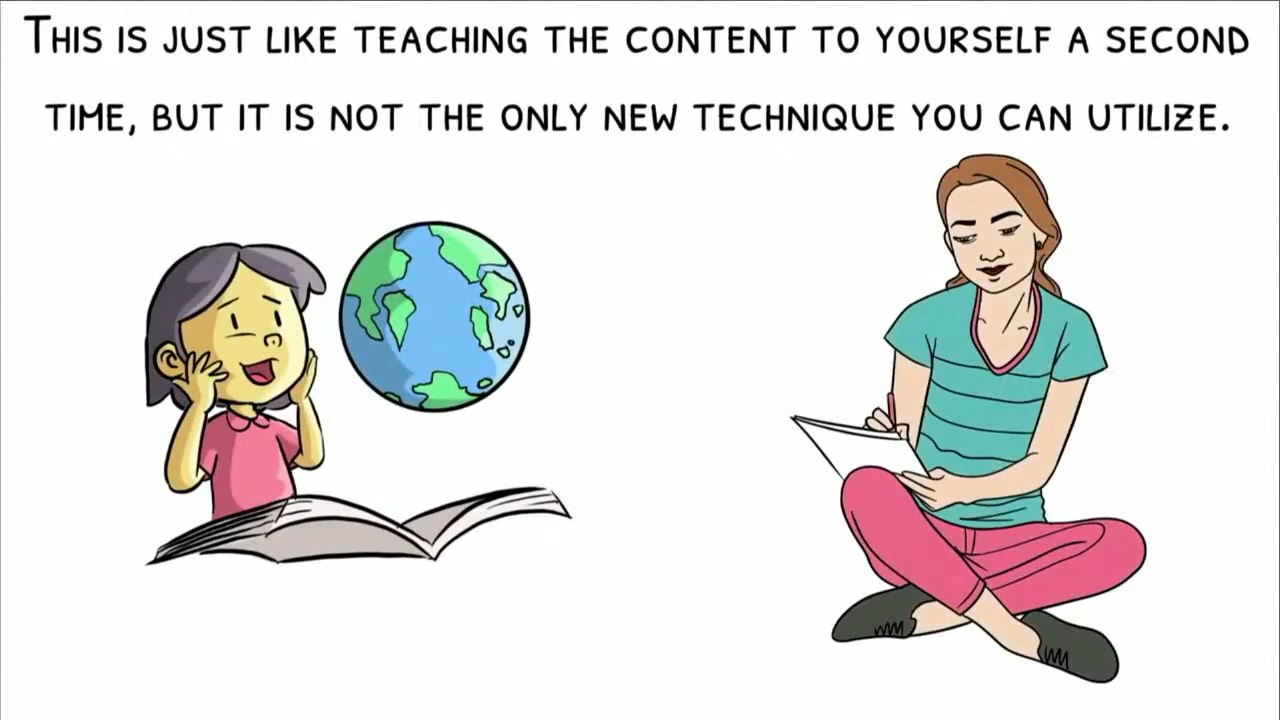 THIS IS JUST LIKE TEACHING THE CONTENT TO YOURSELF A SECOND
TIME, BUT IT IS NOT THE ONLY NEW TECHNIQUE YOU CAN UTILIZE.